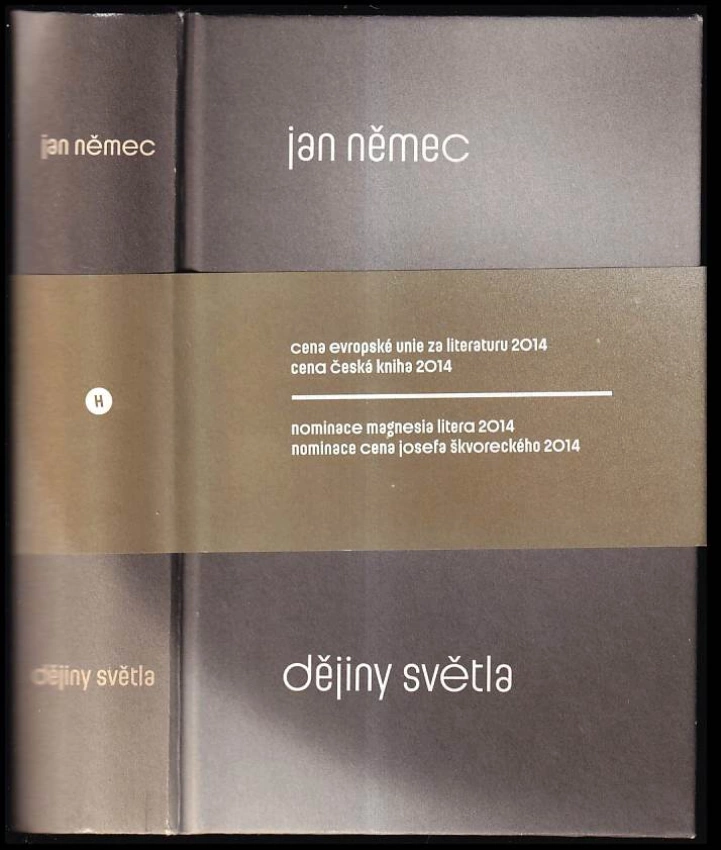 jan němec
jan němec
cena evropské unie za literaturu 2014
cena česká kniha 2014
H
nominace magnesia litera 2014
nominace cena josefa škvoreckého 2014
dějiny světla
dějiny světla